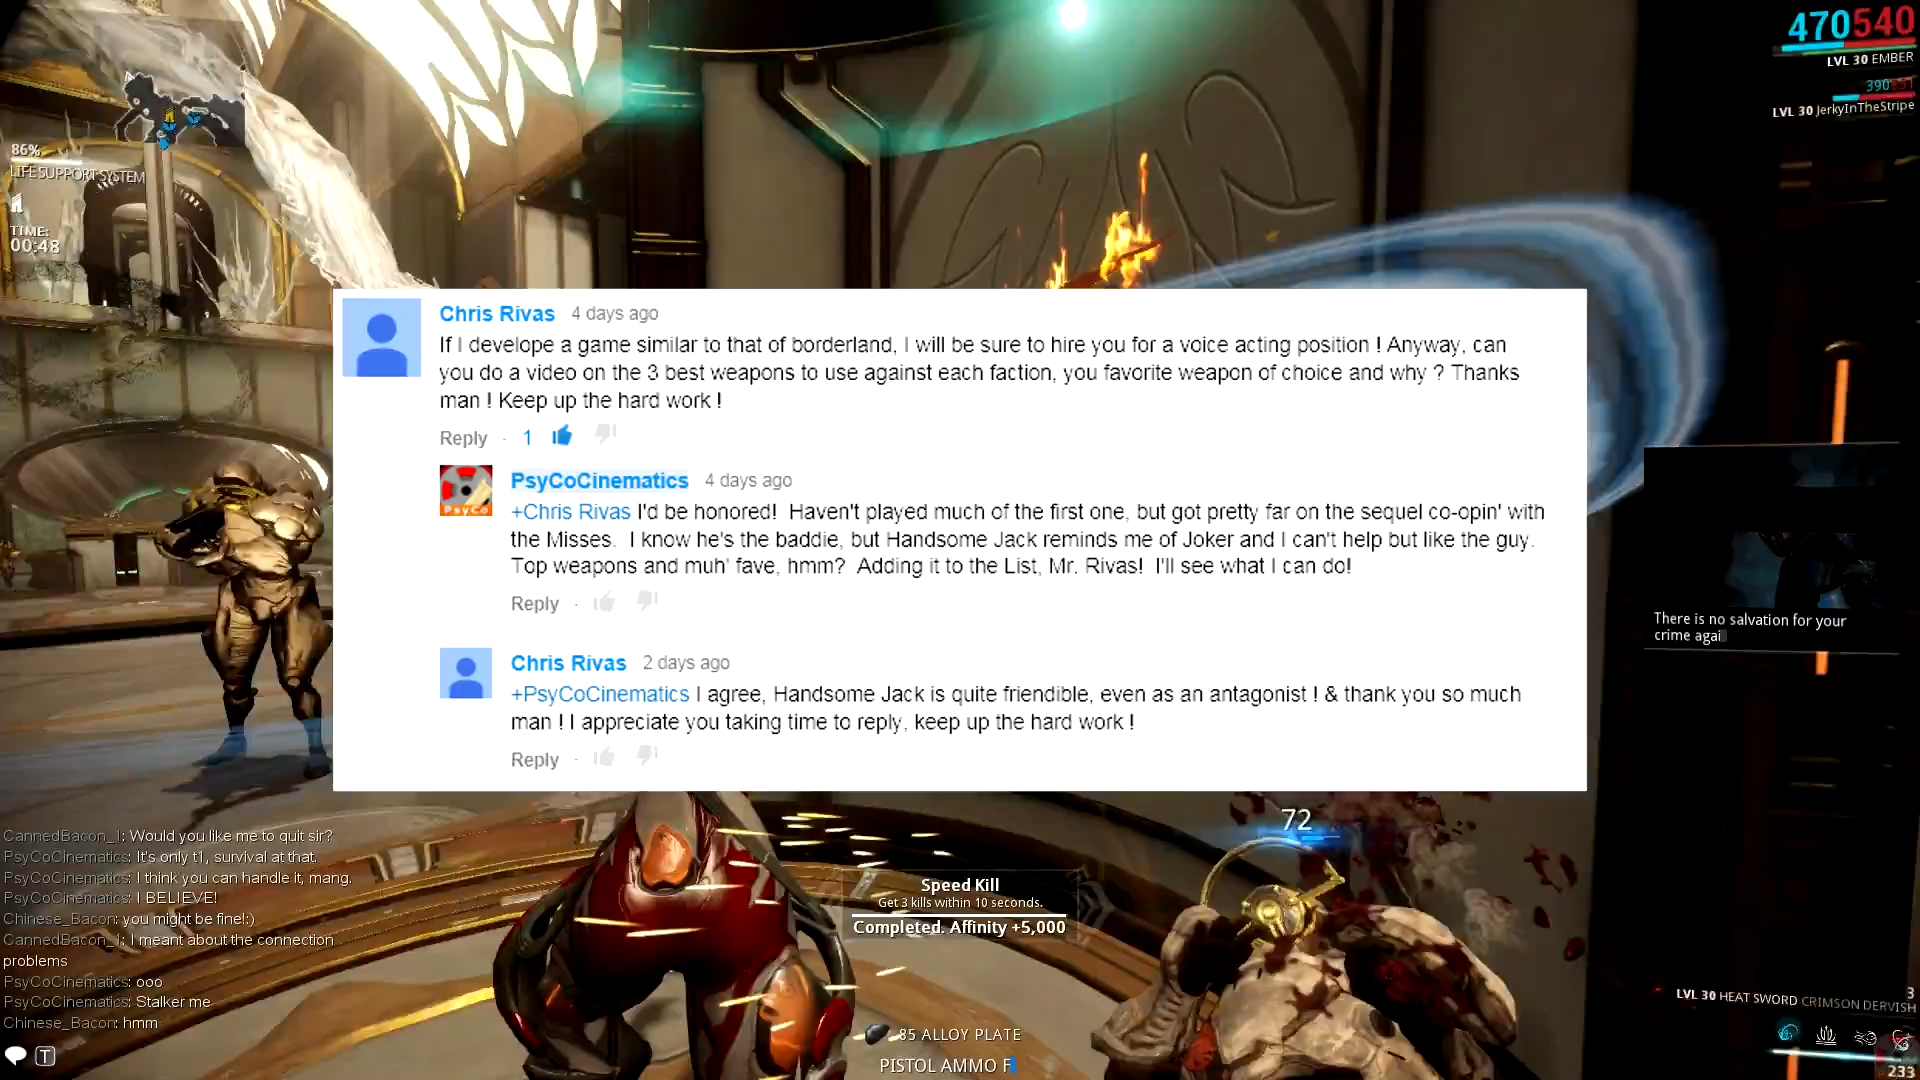 470 540
LVL 30 EMBER
390
LVL 30 JerkyInTheStripe
86%
LIFE SUPPORT SYSTEM
TIME:
00:48
Chris Rivas 4 days ago
If I develope a game similar to that of borderland, I will be sure to hire you for a voice acting position ! Anyway, can
you do a video on the 3 best weapons to use against each faction, you favorite weapon of choice and why ? Thanks
man ! Keep up the hard work !
Reply · 1
PsyCo
PsyCoCinematics 4 days ago
+Chris Rivas I'd be honored!  Haven't played much of the first one, but got pretty far on the sequel co-opin' with
the Misses.  I know he's the baddie, but Handsome Jack reminds me of Joker and I can't help but like the guy.
Top weapons and muh' fave, hmm?  Adding it to the List, Mr. Rivas!  I'll see what I can do!
Reply ·
Chris Rivas 2 days ago
+PsyCoCinematics I agree, Handsome Jack is quite friendible, even as an antagonist ! & thank you so much
man ! I appreciate you taking time to reply, keep up the hard work !
Reply ·
There is no salvation for your
crime agai
72
CannedBacon_1: Would you like me to quit sir?
PsyCoCinematics: It's only t1, survival at that.
PsyCoCinematics: I think you can handle it, mang.
PsyCoCinematics: I BELIEVE!
Chinese_Bacon: you might be fine!:)
CannedBacon_1: I meant about the connection
problems
PsyCoCinematics: ooo
PsyCoCinematics: Stalker me
Chinese_Bacon: hmm
T
Speed Kill
Get 3 kills within 10 seconds.
Completed. Affinity +5,000
85 ALLOY PLATE
PISTOL AMMO F
3
LVL 30 HEAT SWORD CRIMSON DERVISH
233